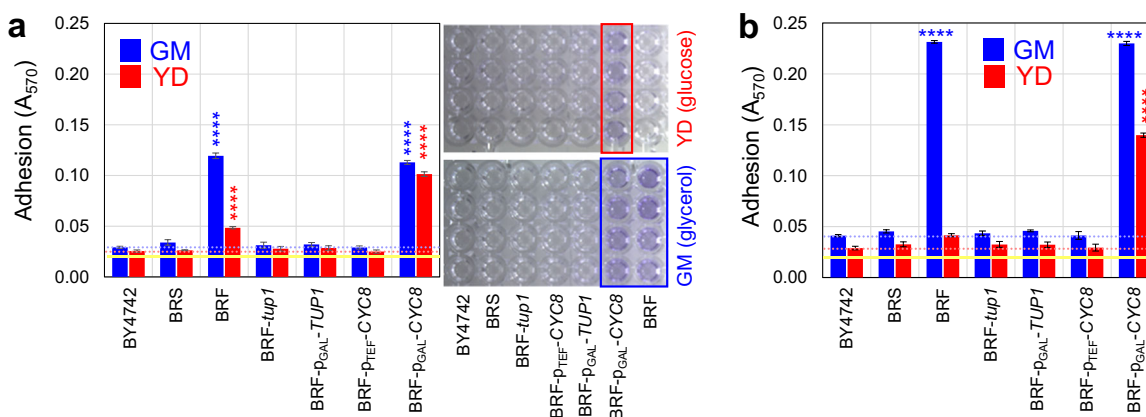 a
Adhesion (A570)
0.25
0.20
0.15
0.10
0.05
0.00
GM
YD
****
****
****
****
BY4742
BRS
BRF
BRF-tup1
BRF-pGAL-TUP1
BRF-pTEF-CYC8
BRF-pGAL-CYC8
YD (glucose)
GM (glycerol)
BY4742
BRS
BRF-tup1
BRF-pTEF-CYC8
BRF-pGAL-TUP1
BRF-pGAL-CYC8
BRF
b
Adhesion (A570)
0.25
0.20
0.15
0.10
0.05
0.00
GM
YD
****
****
****
BY4742
BRS
BRF
BRF-tup1
BRF-pGAL-TUP1
BRF-pTEF-CYC8
BRF-pGAL-CYC8